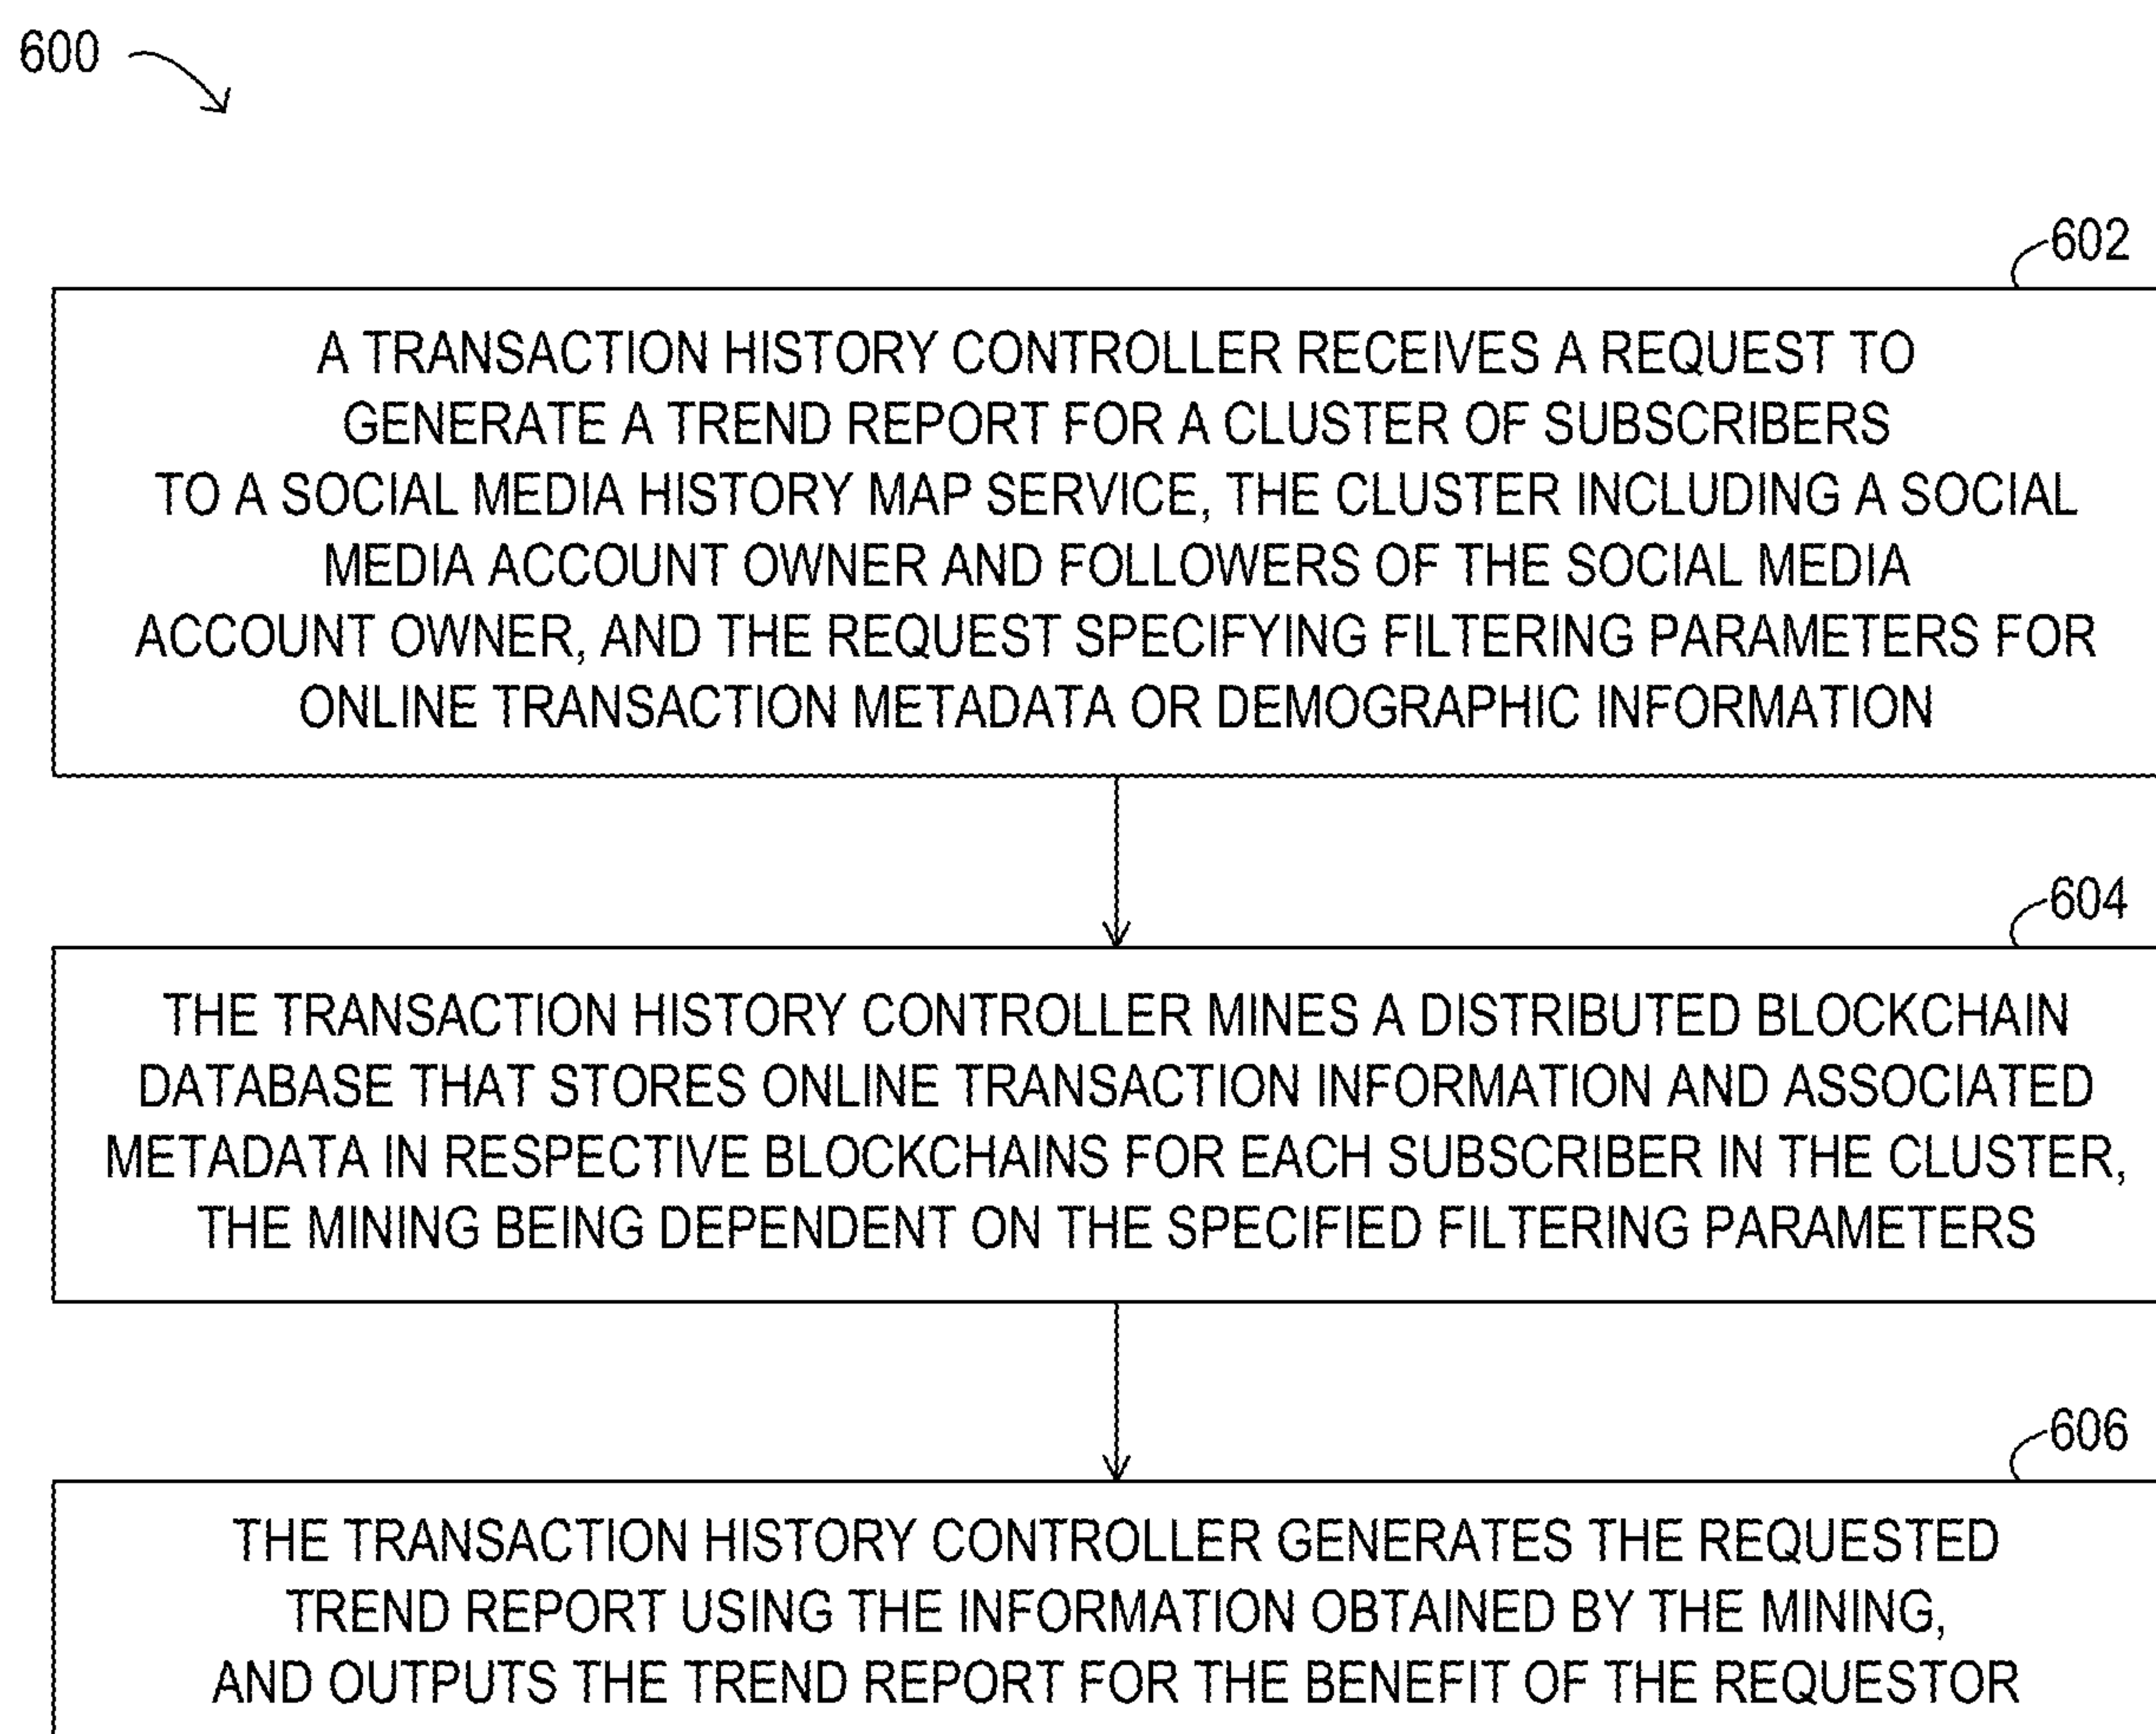 600
602
A TRANSACTION HISTORY CONTROLLER RECEIVES A REQUEST TO
GENERATE A TREND REPORT FOR A CLUSTER OF SUBSCRIBERS
TO A SOCIAL MEDIA HISTORY MAP SERVICE, THE CLUSTER INCLUDING A SOCIAL
MEDIA ACCOUNT OWNER AND FOLLOWERS OF THE SOCIAL MEDIA
ACCOUNT OWNER, AND THE REQUEST SPECIFYING FILTERING PARAMETERS FOR
ONLINE TRANSACTION METADATA OR DEMOGRAPHIC INFORMATION
604
THE TRANSACTION HISTORY CONTROLLER MINES A DISTRIBUTED BLOCKCHAIN
DATABASE THAT STORES ONLINE TRANSACTION INFORMATION AND ASSOCIATED
METADATA IN RESPECTIVE BLOCKCHAINS FOR EACH SUBSCRIBER IN THE CLUSTER,
THE MINING BEING DEPENDENT ON THE SPECIFIED FILTERING PARAMETERS
606
THE TRANSACTION HISTORY CONTROLLER GENERATES THE REQUESTED
TREND REPORT USING THE INFORMATION OBTAINED BY THE MINING,
AND OUTPUTS THE TREND REPORT FOR THE BENEFIT OF THE REQUESTOR